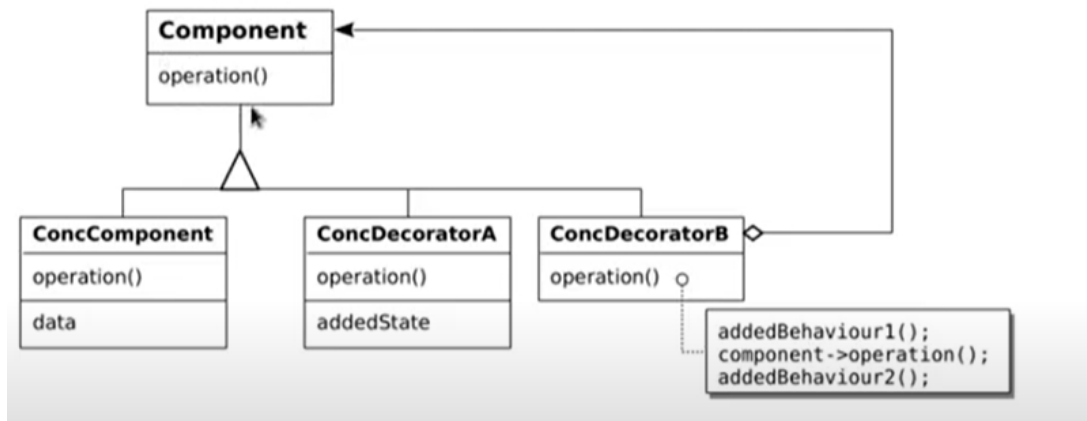 Component
operation()
ConcComponent
operation()
data
ConcDecoratorA
operation()
addedState
ConcDecoratorB
operation()
addedBehaviour1();
component->operation();
addedBehaviour2();